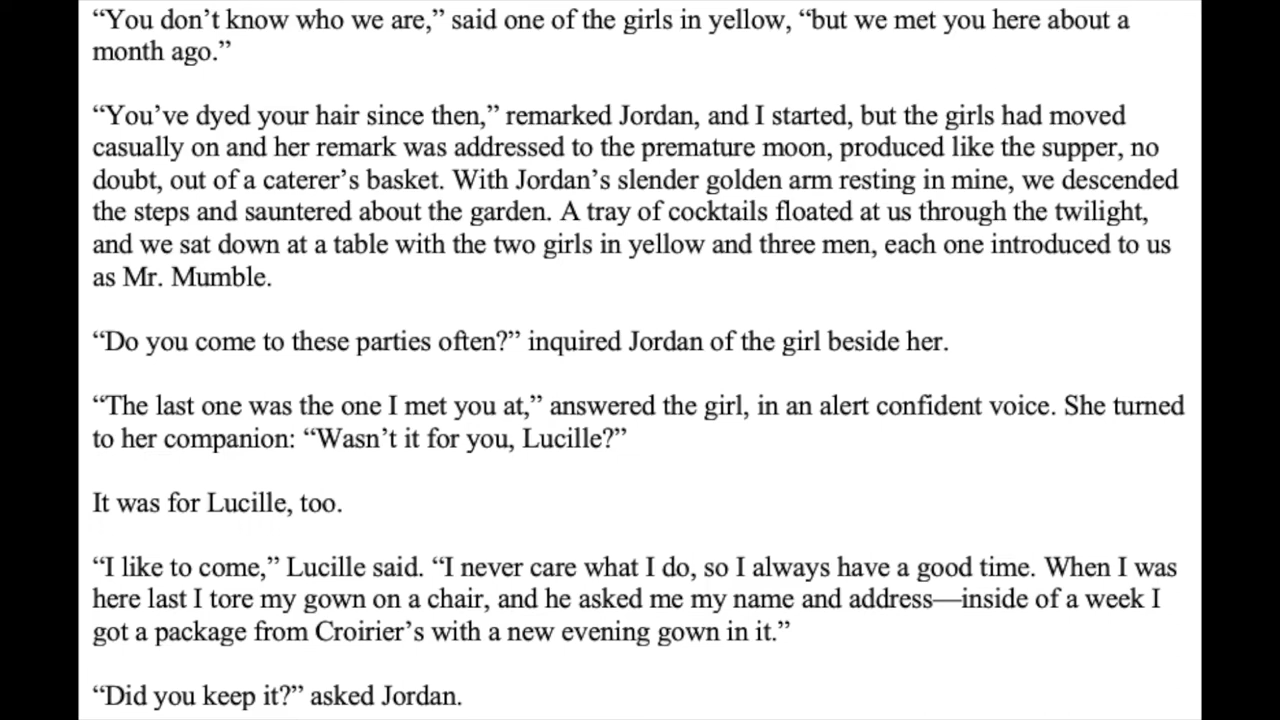 “You don’t know who we are,” said one of the girls in yellow, “but we met you here about a
month ago.”
“You’ve dyed your hair since then,” remarked Jordan, and I started, but the girls had moved
casually on and her remark was addressed to the premature moon, produced like the supper, no
doubt, out of a caterer’s basket. With Jordan’s slender golden arm resting in mine, we descended
the steps and sauntered about the garden. A tray of cocktails floated at us through the twilight,
and we sat down at a table with the two girls in yellow and three men, each one introduced to us
as Mr. Mumble.
“Do you come to these parties often?” inquired Jordan of the girl beside her.
“The last one was the one I met you at,” answered the girl, in an alert confident voice. She turned
to her companion: “Wasn’t it for you, Lucille?”
It was for Lucille, too.
“I like to come,” Lucille said. “I never care what I do, so I always have a good time. When I was
here last I tore my gown on a chair, and he asked me my name and address—inside of a week I
got a package from Croirier’s with a new evening gown in it.”
“Did you keep it?” asked Jordan.